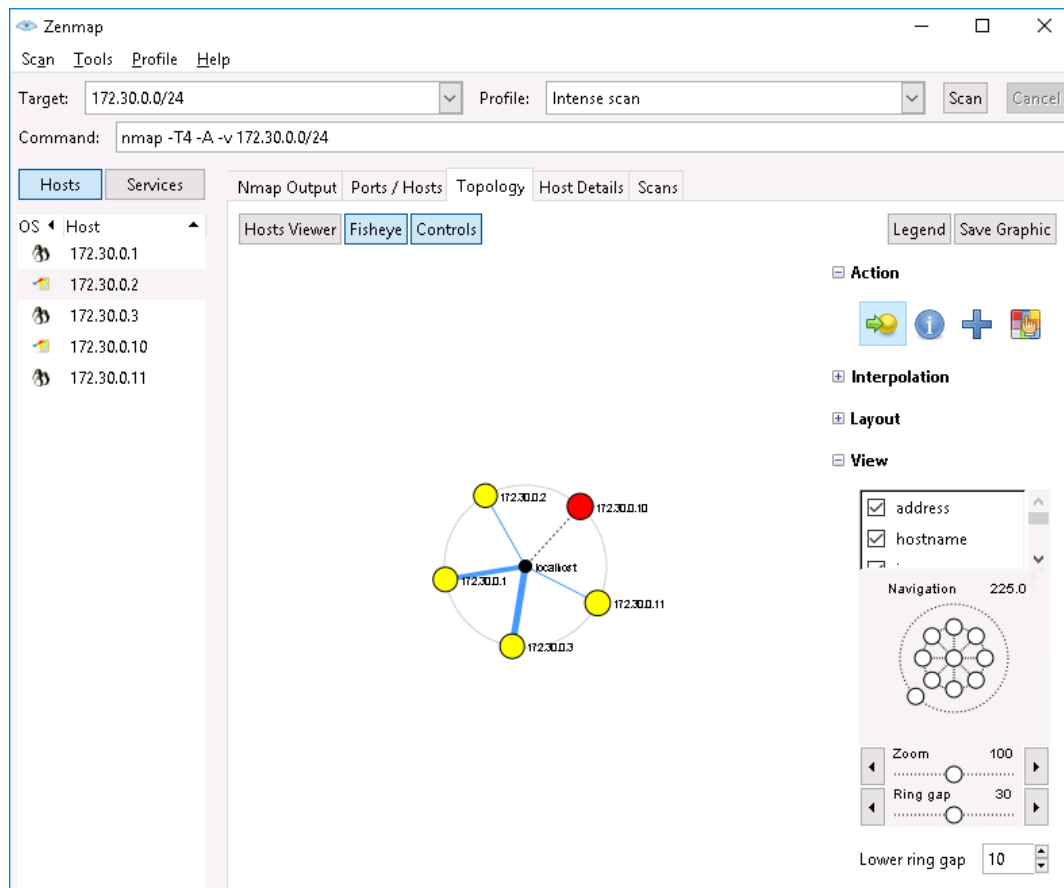 Zenmap
Scan Tools Profile Help
Target: 172.30.0.0/24 Profile: Intense scan Scan Cancel
Command: nmap -T4 -A -v 172.30.0.0/24
Hosts Services
Nmap Output Ports / Hosts Topology Host Details Scans
OS Host
172.30.0.1
172.30.0.2
172.30.0.3
172.30.0.10
172.30.0.11
Hosts Viewer Fisheye Controls Legend Save Graphic
172.30.0.2
172.30.0.10
localhost
172.30.0.1
172.30.0.11
172.30.0.3
Action
Interpolation
Layout
View
address
hostname
Navigation 225.0
Zoom 100
Ring gap 30
Lower ring gap 10